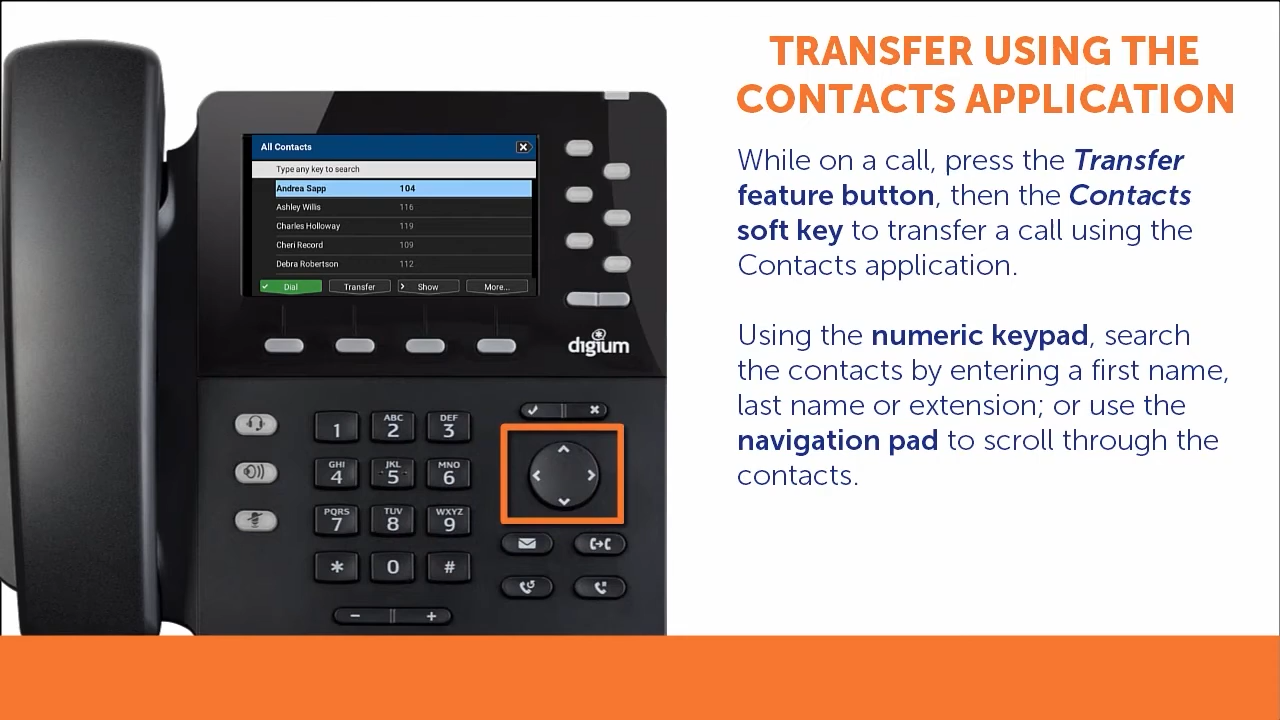 TRANSFER USING THE
CONTACTS APPLICATION
While on a call, press the Transfer
feature button, then the Contacts
soft key to transfer a call using the
Contacts application.
Using the numeric keypad, search
the contacts by entering a first name,
last name or extension; or use the
navigation pad to scroll through the
contacts.
All Contacts
Type any key to search
Andrea Sapp 104
Ashley Willis 116
Charles Holloway 119
Cheri Record 109
Debra Robertson 112
Dial Transfer Show More...
digium
1 ABC 2 DEF 3
GHI 4 JKL 5 MNO 6
PQRS 7 TUV 8 WXYZ 9
* 0 #
- +